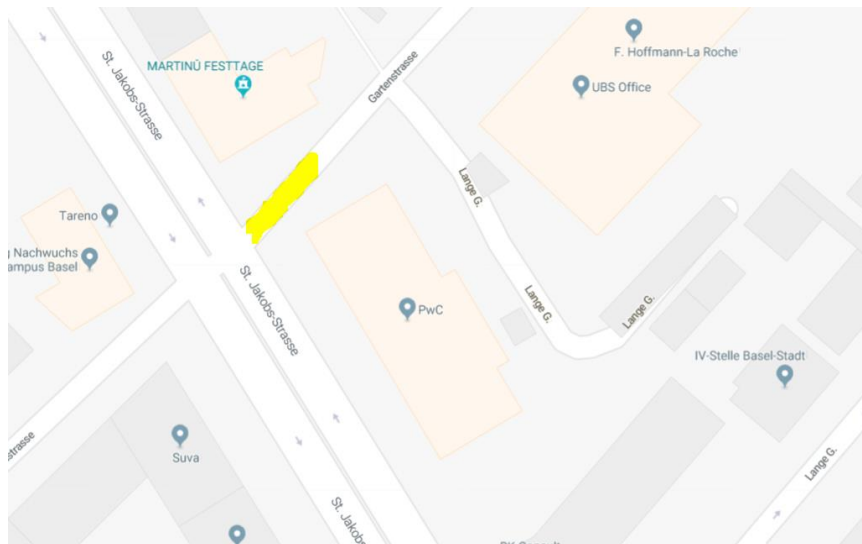 F. Hoffmann-La Roche
St. Jakobs-Strasse
MARTINŮ FESTTAGE
Gartenstrasse
UBS Office
Lange G.
Tareno
g Nachwuchs
ampus Basel
St. Jakobs-Strasse
PwC
Lange G.
Lange G.
IV-Stelle Basel-Stadt
strasse
Suva
Lange G.
St. Jakobs